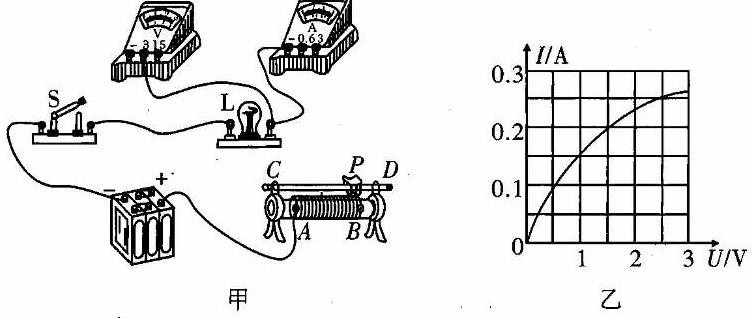 V
- 3 15
A
- 0.6 3
S
L
C P D
A B
- +
甲
I/A
0.3
0.2
0.1
0 1 2 3 U/V
乙